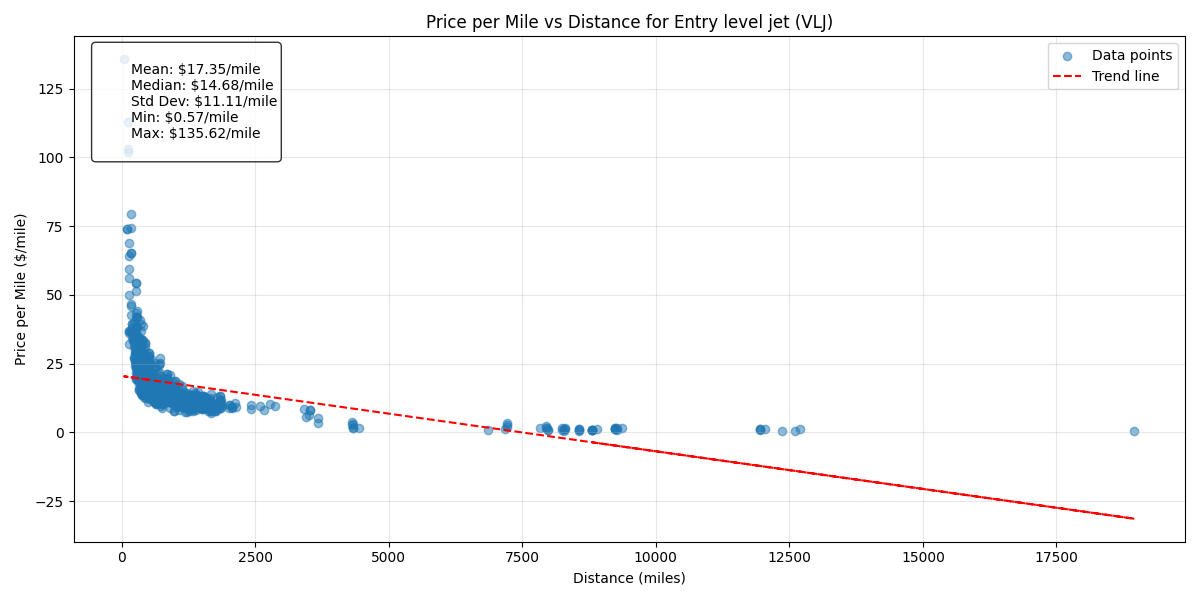 Price per Mile vs Distance for Entry level jet (VLJ)
Mean: $17.35/mile
Median: $14.68/mile
Std Dev: $11.11/mile
Min: $0.57/mile
Max: $135.62/mile
Data points
Trend line
Price per Mile ($/mile)
125
100
75
50
25
0
−25
0
2500
5000
7500
10000
12500
15000
17500
Distance (miles)